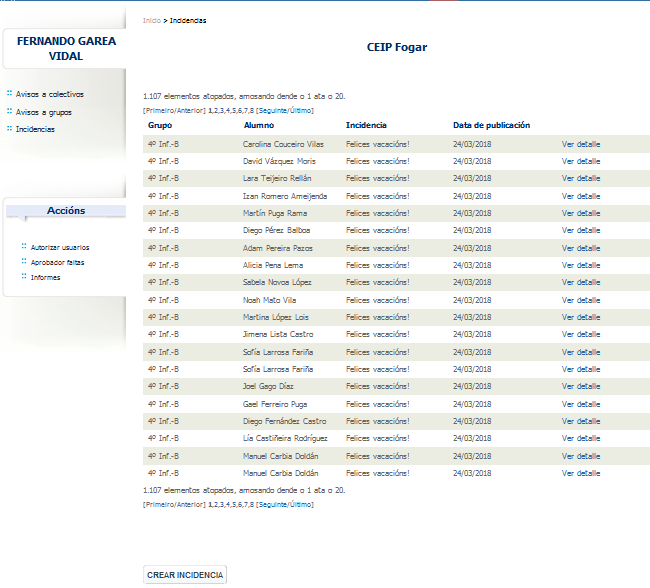 FERNANDO GAREA
VIDAL
Avisos a colectivos
Avisos a grupos
Incidencias
Accións
Autorizar usuarios
Aprobador faltas
Informes
Inicio > Incidencias
CEIP Fogar
1.107 elementos atopados, amosando dende o 1 ata o 20.
[Primeiro/Anterior] 1,2,3,4,5,6,7,8 [Seguinte/Último]
Grupo Alumno Incidencia Data de publicación
4º Inf.-B Carolina Couceiro Vilas Felices vacacións! 24/03/2018 Ver detalle
4º Inf.-B David Vázquez Moris Felices vacacións! 24/03/2018 Ver detalle
4º Inf.-B Lara Teijeiro Rellán Felices vacacións! 24/03/2018 Ver detalle
4º Inf.-B Izan Romero Ameijenda Felices vacacións! 24/03/2018 Ver detalle
4º Inf.-B Martín Puga Rama Felices vacacións! 24/03/2018 Ver detalle
4º Inf.-B Diego Pérez Balboa Felices vacacións! 24/03/2018 Ver detalle
4º Inf.-B Adam Pereira Pazos Felices vacacións! 24/03/2018 Ver detalle
4º Inf.-B Alicia Pena Lema Felices vacacións! 24/03/2018 Ver detalle
4º Inf.-B Sabela Novoa López Felices vacacións! 24/03/2018 Ver detalle
4º Inf.-B Noah Mato Vila Felices vacacións! 24/03/2018 Ver detalle
4º Inf.-B Martina López Lois Felices vacacións! 24/03/2018 Ver detalle
4º Inf.-B Jimena Lista Castro Felices vacacións! 24/03/2018 Ver detalle
4º Inf.-B Sofía Larrosa Fariña Felices vacacións! 24/03/2018 Ver detalle
4º Inf.-B Sofía Larrosa Fariña Felices vacacións! 24/03/2018 Ver detalle
4º Inf.-B Joel Gago Díaz Felices vacacións! 24/03/2018 Ver detalle
4º Inf.-B Gael Ferreiro Puga Felices vacacións! 24/03/2018 Ver detalle
4º Inf.-B Diego Fernández Castro Felices vacacións! 24/03/2018 Ver detalle
4º Inf.-B Lía Castiñeira Rodríguez Felices vacacións! 24/03/2018 Ver detalle
4º Inf.-B Manuel Carbia Doldán Felices vacacións! 24/03/2018 Ver detalle
4º Inf.-B Manuel Carbia Doldán Felices vacacións! 24/03/2018 Ver detalle
1.107 elementos atopados, amosando dende o 1 ata o 20.
[Primeiro/Anterior] 1,2,3,4,5,6,7,8 [Seguinte/Último]
CREAR INCIDENCIA